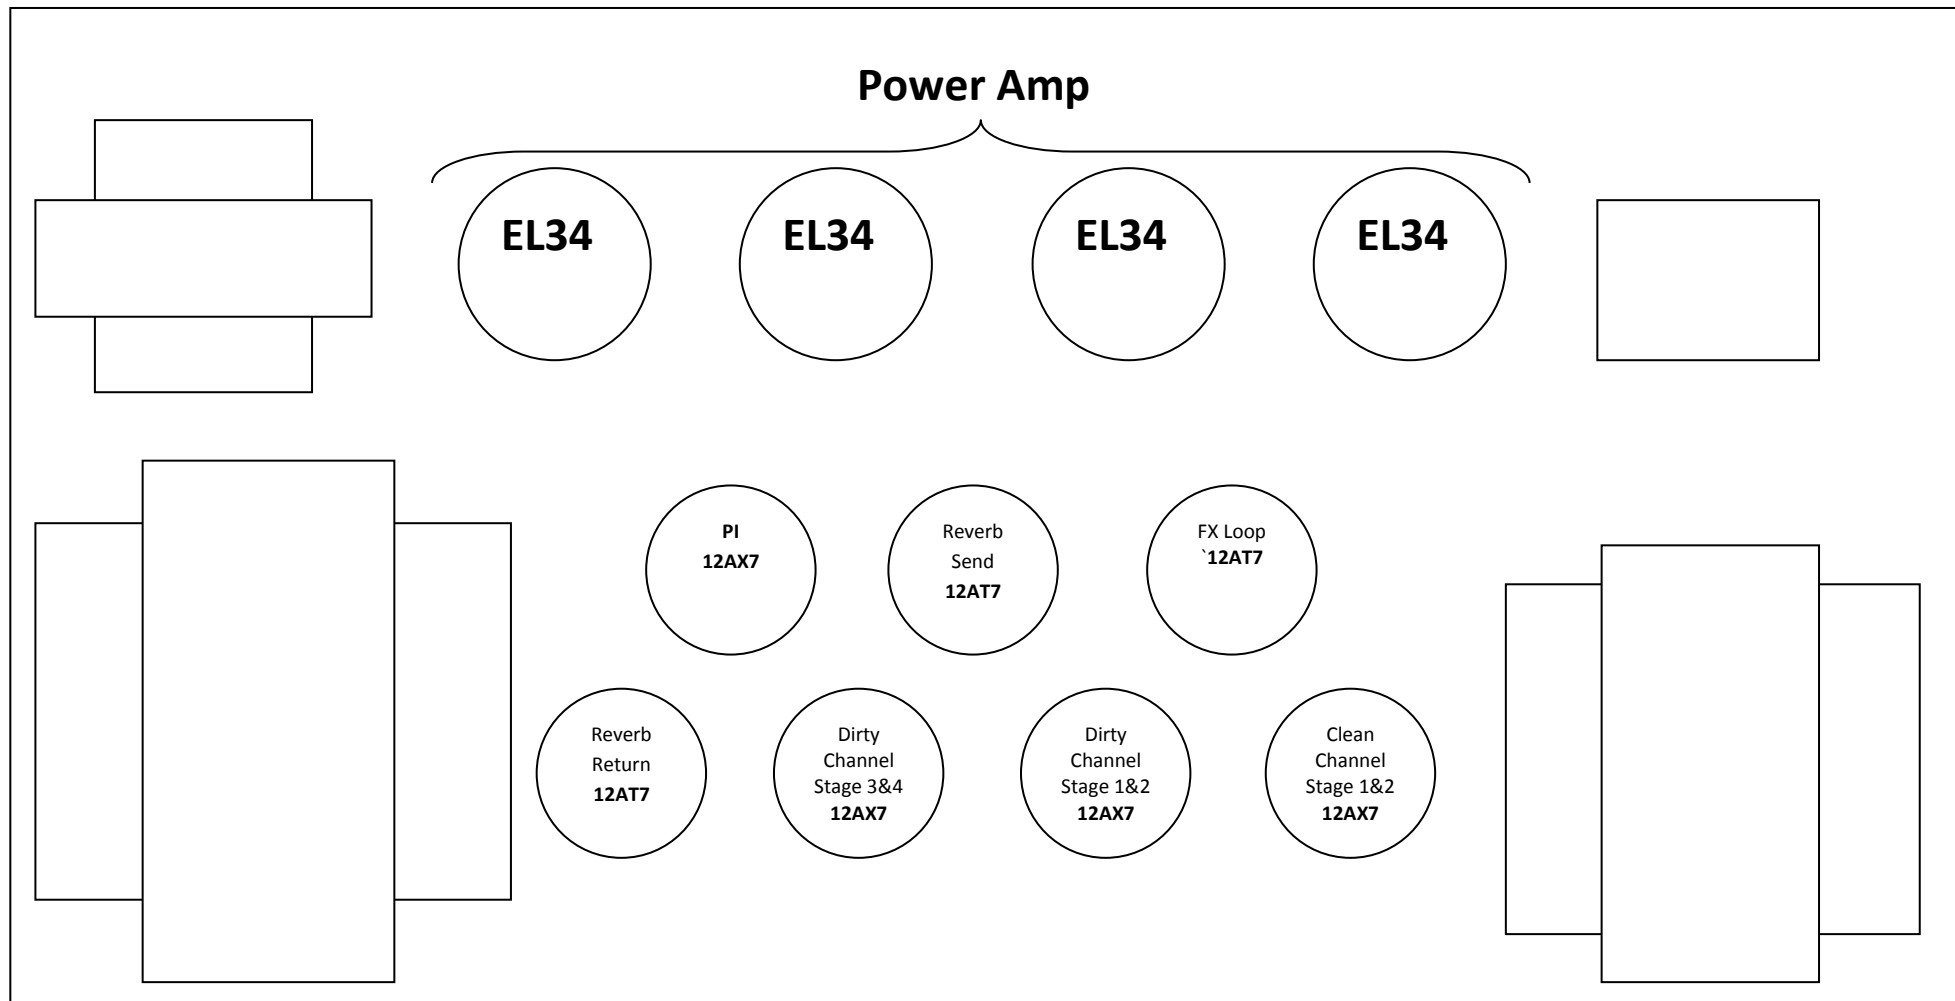 Power Amp
EL34
EL34
EL34
EL34
PI
12AX7
Reverb
Send
12AT7
FX Loop
`12AT7
Reverb
Return
12AT7
Dirty
Channel
Stage 3&4
12AX7
Dirty
Channel
Stage 1&2
12AX7
Clean
Channel
Stage 1&2
12AX7